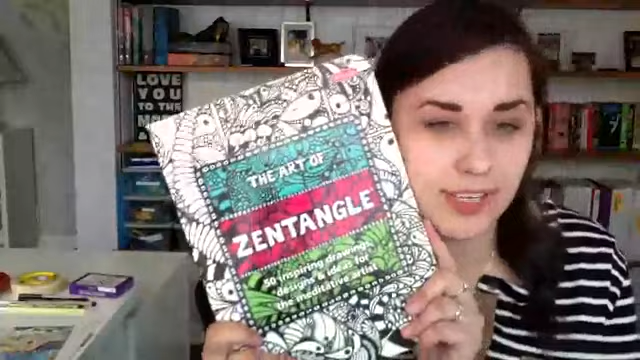 THE ART OF
ZENTANGLE
50 inspiring drawings,
designs & ideas for
the meditative artist
LOVE
YOU
TO THE